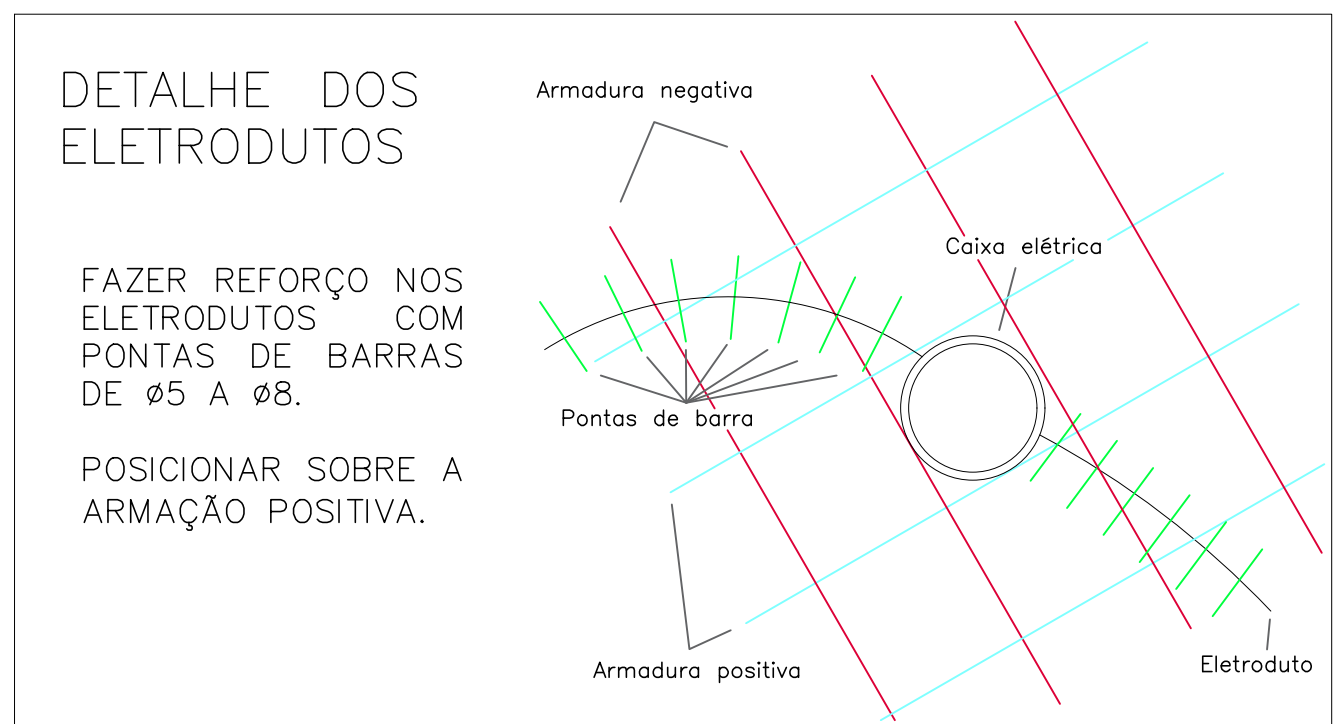 DETALHE DOS
ELETRODUTOS
FAZER REFORÇO NOS
ELETRODUTOS COM
PONTAS DE BARRAS
DE ø5 A ø8.
POSICIONAR SOBRE A
ARMAÇÃO POSITIVA.
Armadura negativa
Caixa elétrica
Pontas de barra
Armadura positiva
Eletroduto